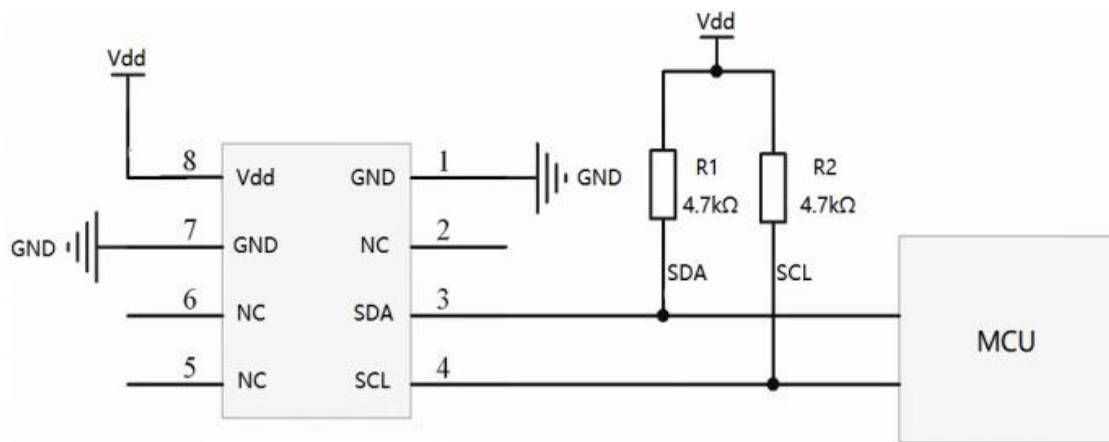 Vdd
Vdd
8 Vdd GND 1 GND
R1 R2
4.7kΩ 4.7kΩ
GND 7 GND NC 2
SDA SCL
6 NC SDA 3
MCU
5 NC SCL 4